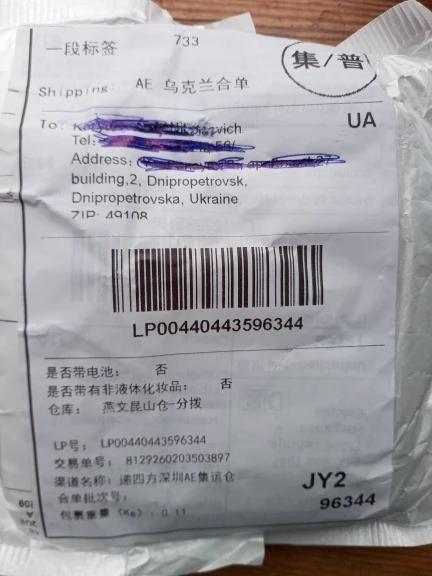 一段标签
733
集/普
Shipping: AE 乌克兰合单
To:
UA
Tel:
Address:
building,2, Dnipropetrovsk,
Dnipropetrovska, Ukraine
ZIP: 49108
LP00440443596344
是否带电池: 否
是否带有非液体化妆品: 否
仓库: 燕文昆山仓-分拨
LP号: LP00440443596344
交易单号: 8129260203503897
渠道名称: 递四方深圳AE集运仓
合单批次号:
包裹重量 (Kg) : 0.11
JY2
96344